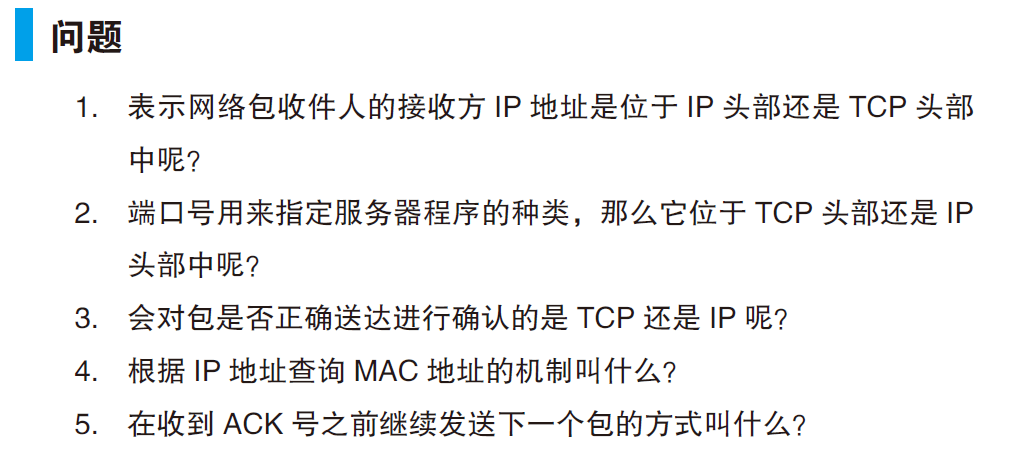 问题
1. 表示网络包收件人的接收方 IP 地址是位于 IP 头部还是 TCP 头部
中呢?
2. 端口号用来指定服务器程序的种类，那么它位于 TCP 头部还是 IP
头部中呢?
3. 会对包是否正确送达进行确认的是 TCP 还是 IP 呢?
4. 根据 IP 地址查询 MAC 地址的机制叫什么?
5. 在收到 ACK 号之前继续发送下一个包的方式叫什么?